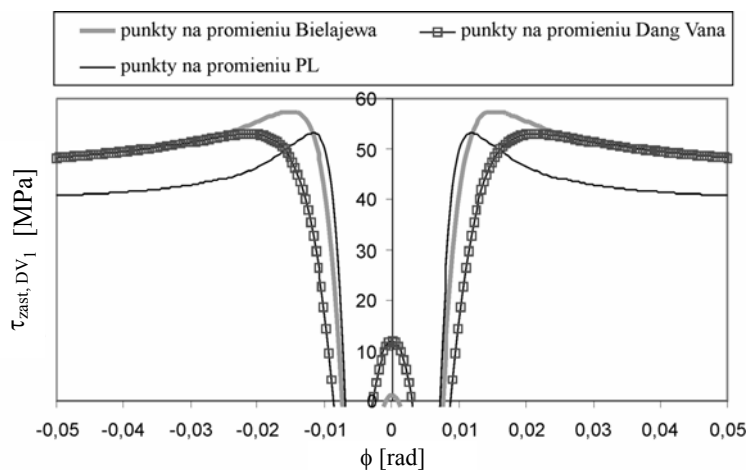 punkty na promieniu Bielajewa
punkty na promieniu Dang Vana
punkty na promieniu PL
τzast, DV1 [MPa]
60
50
40
30
20
10
0
-0,05 -0,04 -0,03 -0,02 -0,01 0 0,01 0,02 0,03 0,04 0,05
ϕ [rad]